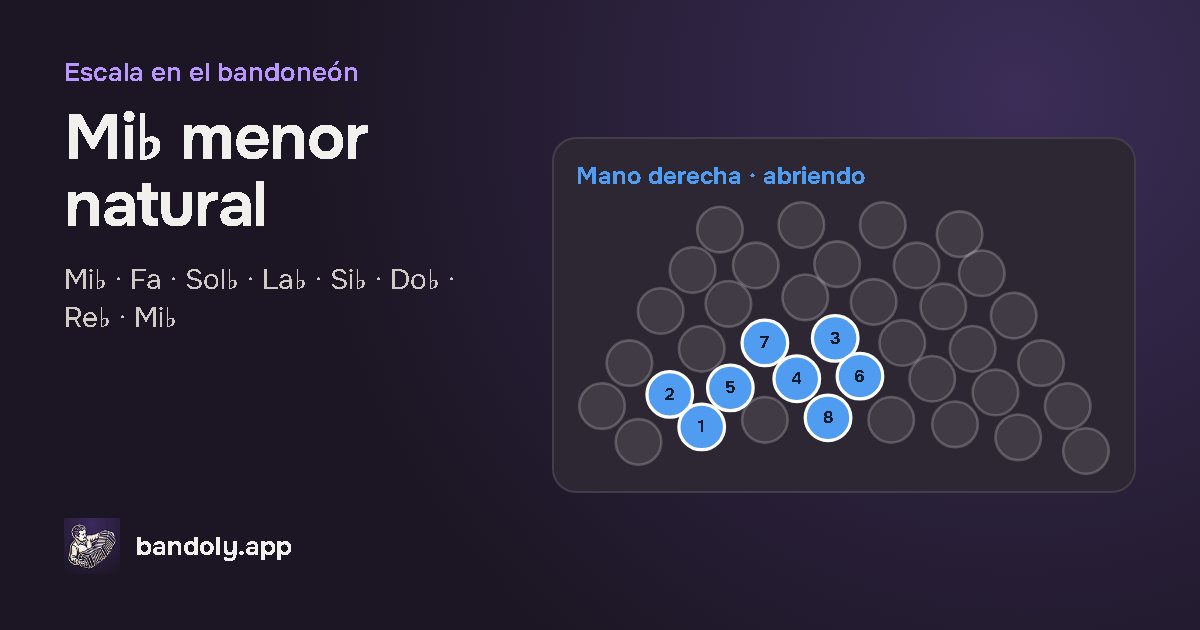 Escala en el bandoneón
Mi♭ menor
natural
Mi♭ · Fa · Sol♭ · La♭ · Si♭ · Do♭ ·
Re♭ · Mi♭
Mano derecha · abriendo
7
3
4
6
5
2
8
1
bandoly.app